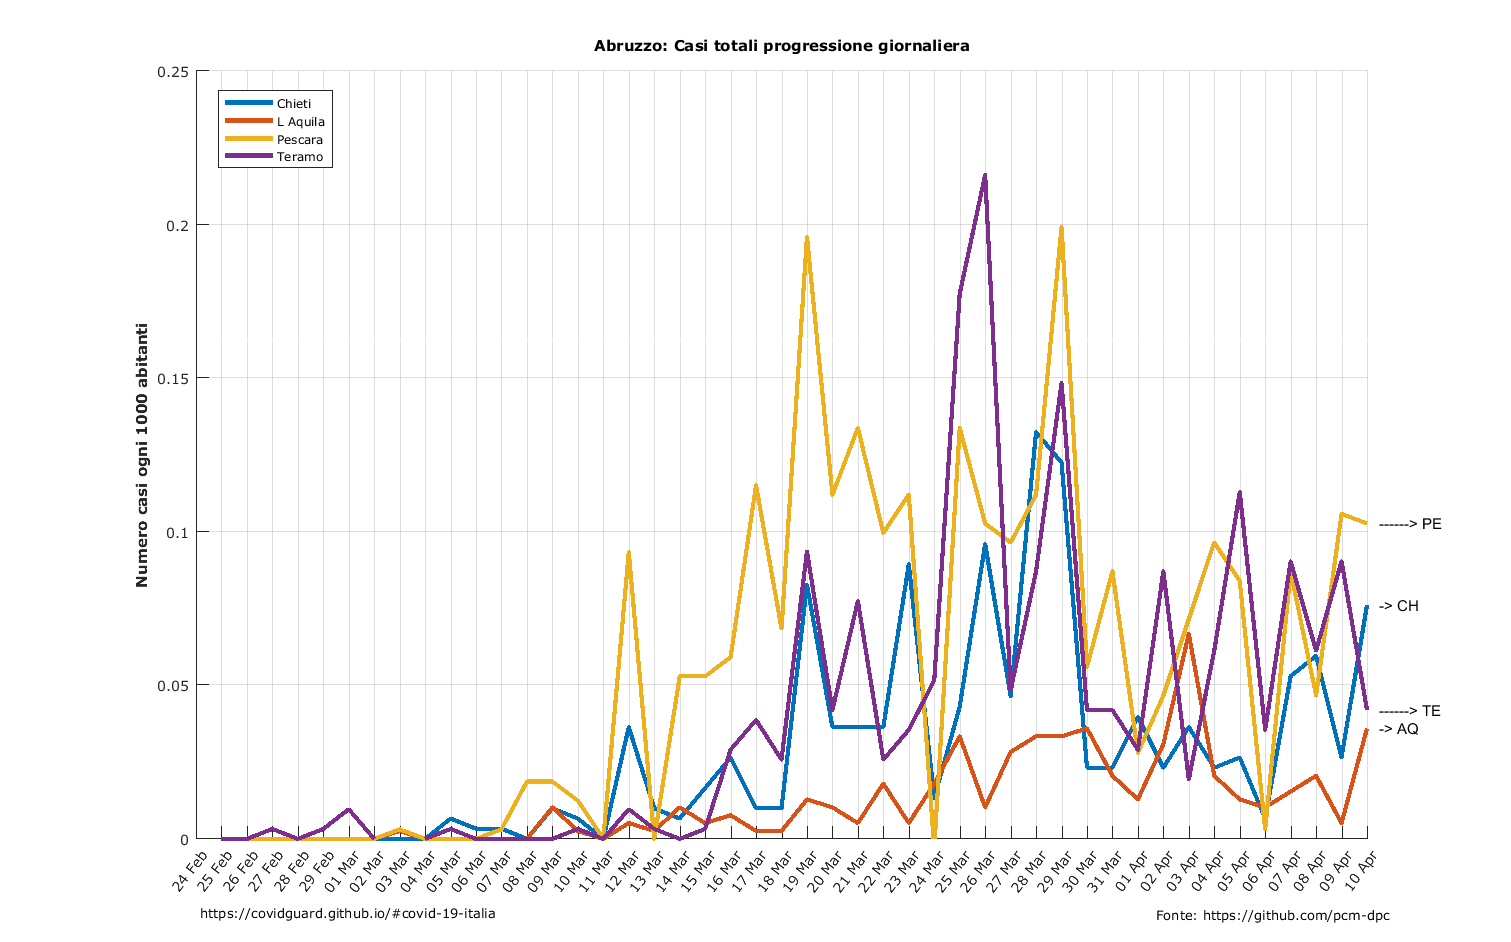 Abruzzo: Casi totali progressione giornaliera
0.25
0.2
0.15
0.1
0.05
0
Numero casi ogni 1000 abitanti
Chieti
L Aquila
Pescara
Teramo
------> PE
-> CH
------> TE
-> AQ
24 Feb
25 Feb
26 Feb
27 Feb
28 Feb
29 Feb
01 Mar
02 Mar
03 Mar
04 Mar
05 Mar
06 Mar
07 Mar
08 Mar
09 Mar
10 Mar
11 Mar
12 Mar
13 Mar
14 Mar
15 Mar
16 Mar
17 Mar
18 Mar
19 Mar
20 Mar
21 Mar
22 Mar
23 Mar
24 Mar
25 Mar
26 Mar
27 Mar
28 Mar
29 Mar
30 Mar
31 Mar
01 Apr
02 Apr
03 Apr
04 Apr
05 Apr
06 Apr
07 Apr
08 Apr
09 Apr
10 Apr
https://covidguard.github.io/#covid-19-italia
Fonte: https://github.com/pcm-dpc